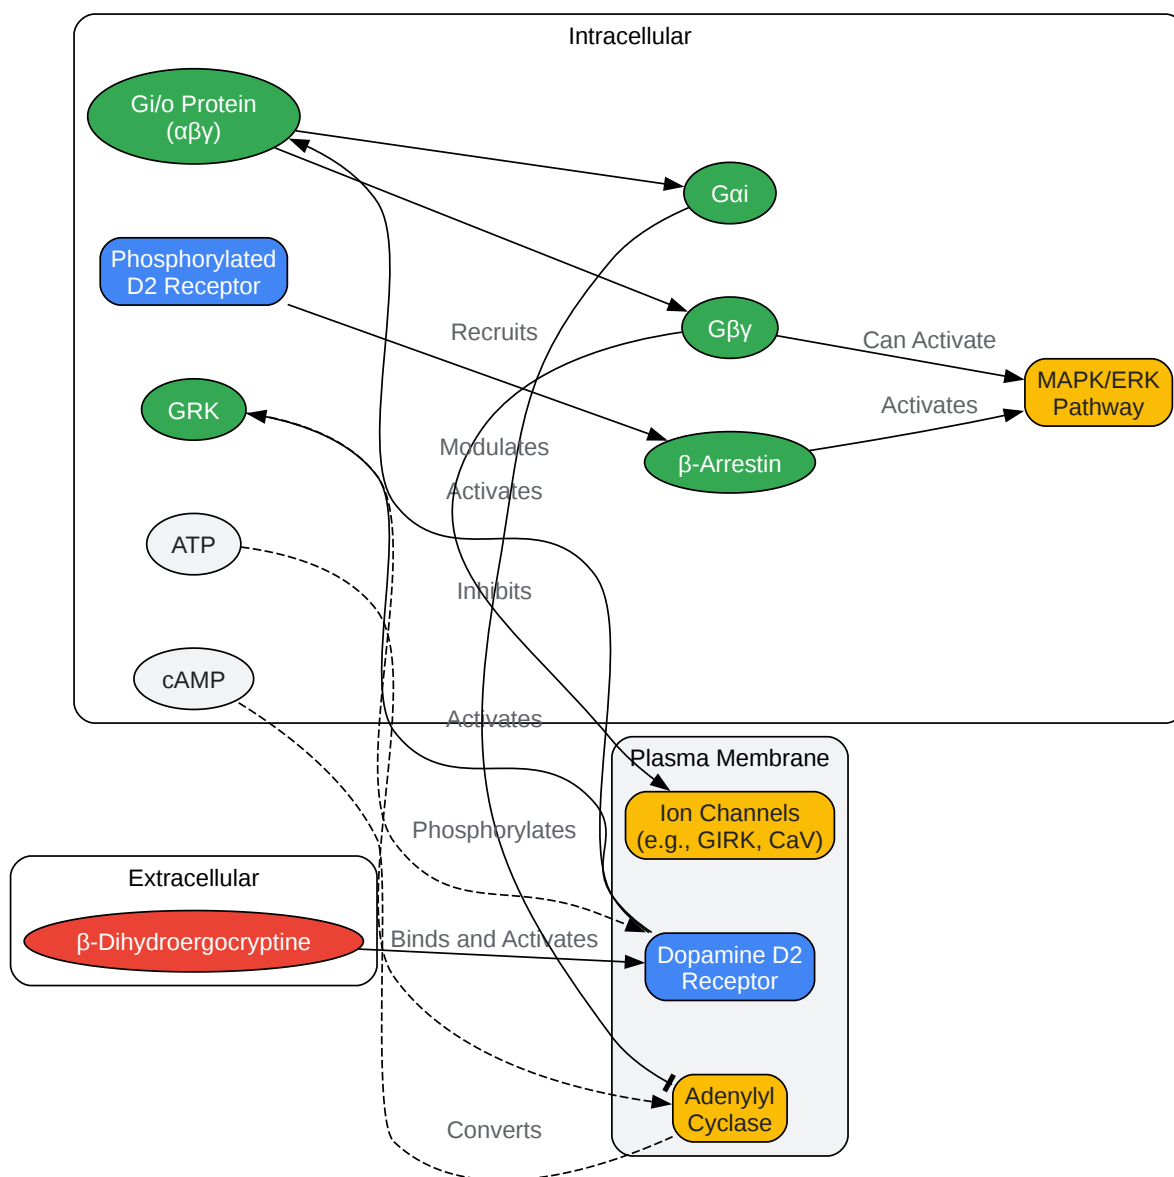 Intracellular
Gi/o Protein
(αβγ)
Gαi
Phosphorylated
D2 Receptor
Recruits
Gβγ
Can Activate
MAPK/ERK
Pathway
GRK
Activates
Modulates
β-Arrestin
Activates
ATP
Inhibits
cAMP
Activates
Plasma Membrane
Ion Channels
(e.g., GIRK, CaV)
Phosphorylates
Extracellular
β-Dihydroergocryptine
Binds and Activates
Dopamine D2
Receptor
Adenylyl
Cyclase
Converts